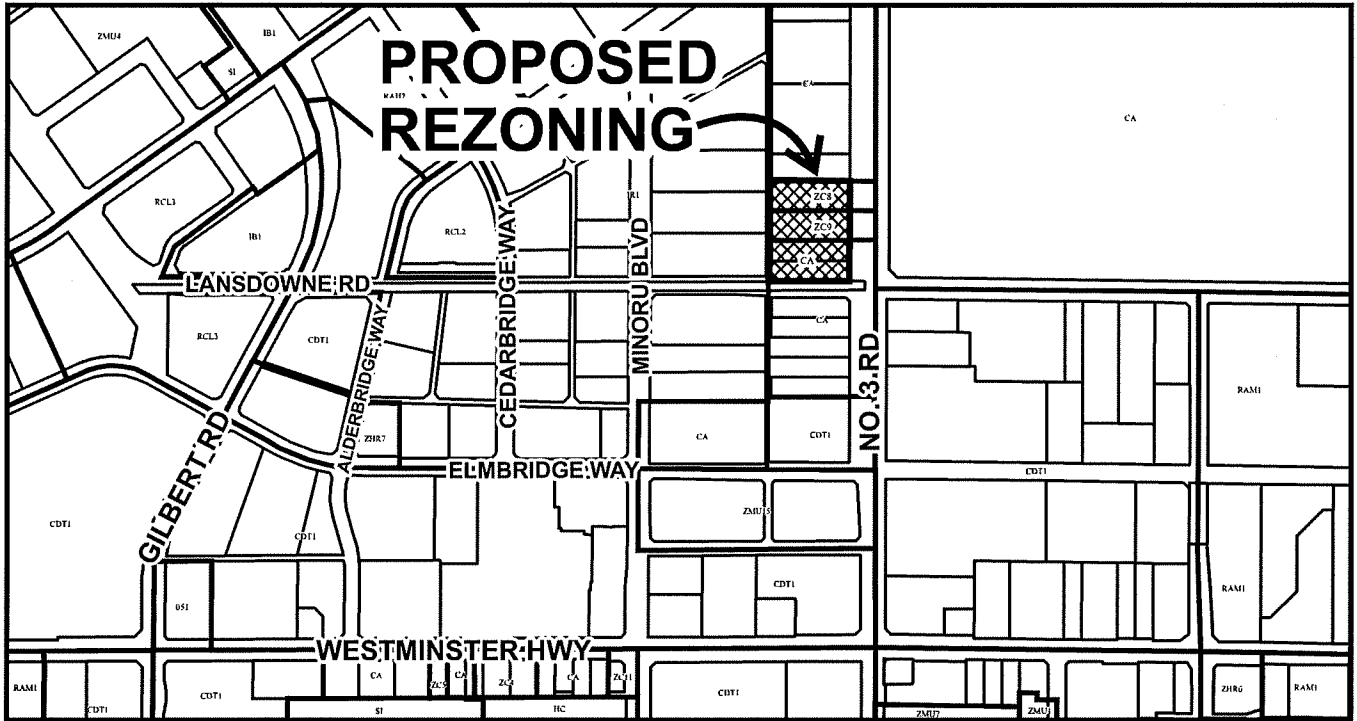 ZMU4
IB1
SI
PROPOSED
REZONING
CA
CA
RCL3
IB1
RCL2
ZC8
ZC9
CA
LANSDOWNE RD
CEDARBRIDGE WAY
MINORU BLVD
RCL3
CDT1
ALDERBRIDGE WAY
CA
NO. 3 RD
RAM1
GILBERT RD
ZHR7
CA
CDT1
ELMBRIDGE WAY
CDT1
CDT1
CDT1
ZMU15
CDT1
RAM1
WESTMINSTER HWY
RAM1
CDT1
CDT1
CA
CA
CA
ZC11
CDT1
ZHR6
RAM1
SI
HC
ZMU7